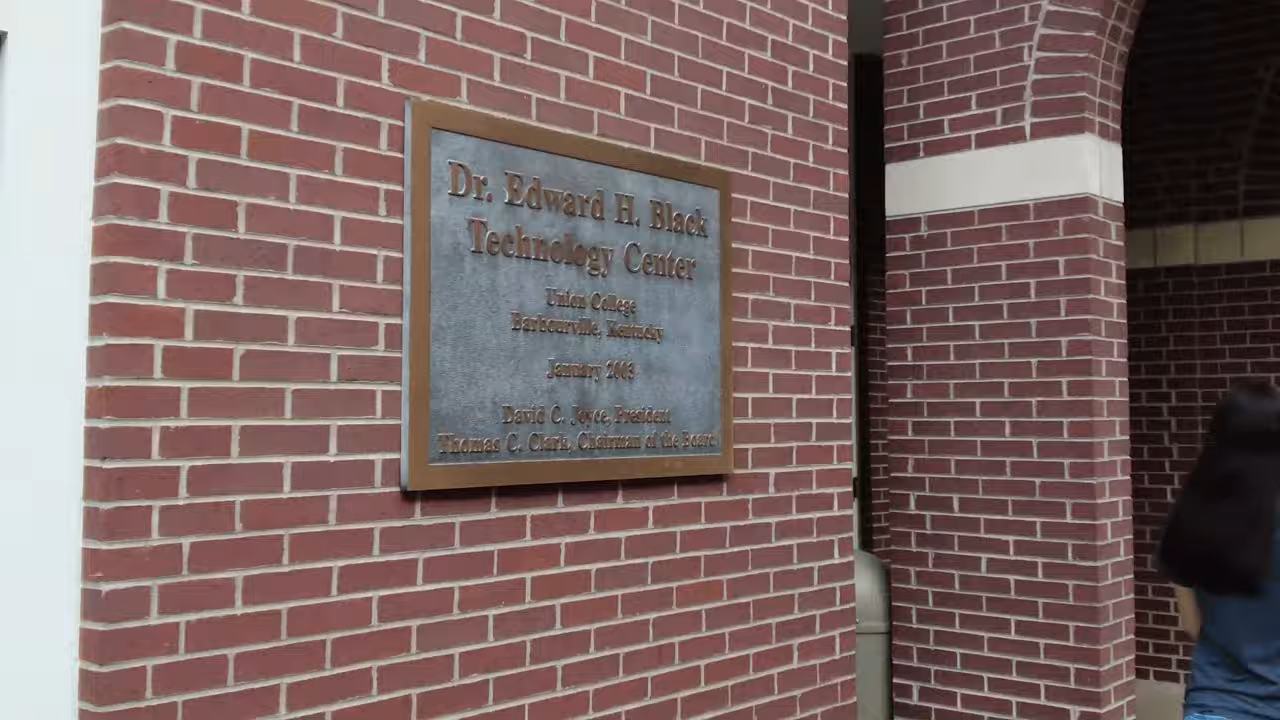 Dr. Edward H. Black
Technology Center
Union College
Barbourville, Kentucky
January 2003
David C. Joyce, President
Thomas C. Clark, Chairman of the Board